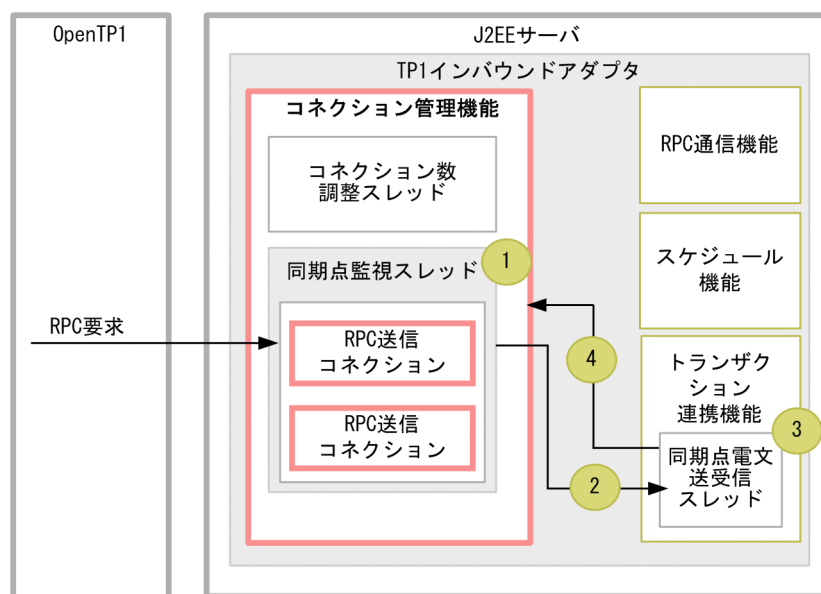 OpenTP1
J2EEサーバ
TP1インバウンドアダプタ
コネクション管理機能
コネクション数
調整スレッド
同期点監視スレッド
1
RPC要求
RPC送信
コネクション
RPC送信
コネクション
4
2
RPC通信機能
スケジュール
機能
トランザク
ション
連携機能
3
同期点電文
送受信
スレッド